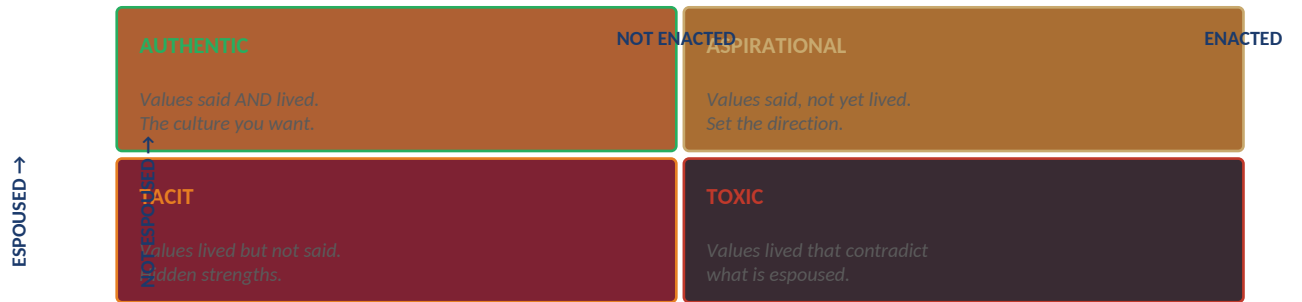 AUTHENTIC
Values said AND lived.
The culture you want.
NOT ENACTED
ASPIRATIONAL
Values said, not yet lived.
Set the direction.
ENACTED
ESPOUSED →
NOT ESPOUSED →
TACIT
Values lived but not said.
Hidden strengths.
TOXIC
Values lived that contradict
what is espoused.